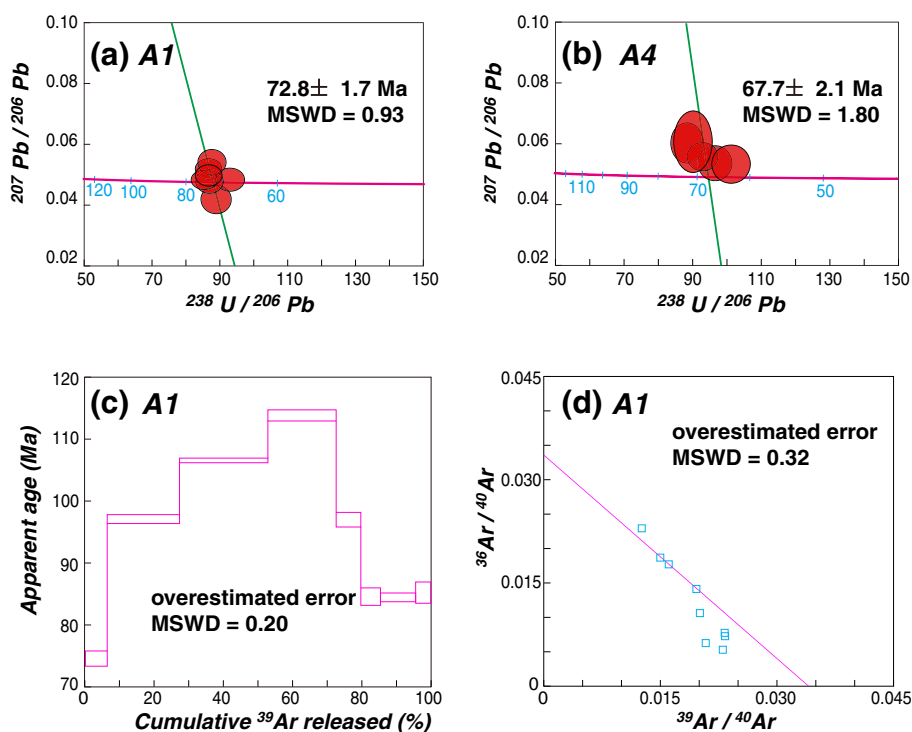 (a) A1
72.8± 1.7 Ma
MSWD = 0.93
207 Pb / 206 Pb
0.10
0.08
0.06
0.04
0.02
120 100 80 60
50 70 90 110 130 150
238 U / 206 Pb
(b) A4
67.7± 2.1 Ma
MSWD = 1.80
207 Pb / 206 Pb
0.10
0.08
0.06
0.04
0.02
110 90 70 50
50 70 90 110 130 150
238 U / 206 Pb
(c) A1
overestimated error
MSWD = 0.20
Apparent age (Ma)
120
110
100
90
80
70
0 20 40 60 80 100
Cumulative 39Ar released (%)
(d) A1
overestimated error
MSWD = 0.32
36Ar / 40Ar
0.045
0.030
0.015
0
0 0.015 0.030 0.045
39Ar / 40Ar